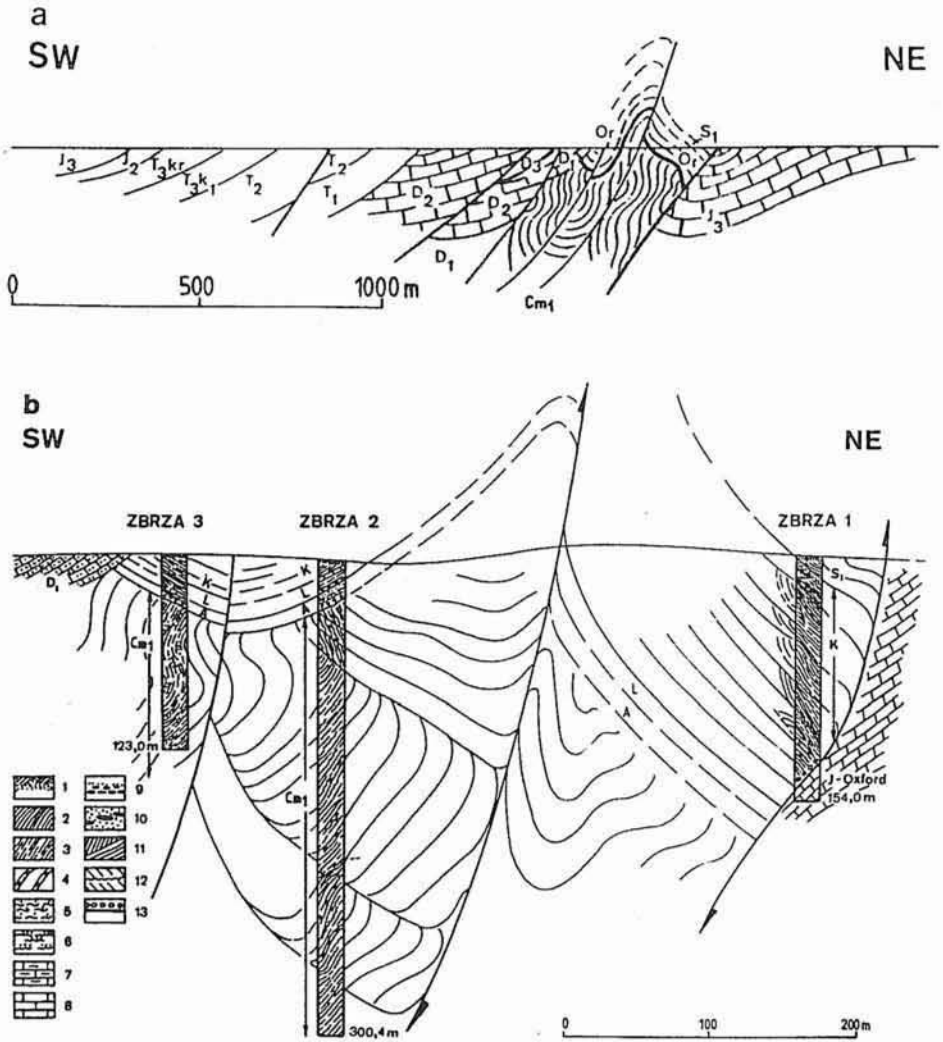 a
SW NE
Or S1
J3 J2 T3kr T3k1 T2 T2 T1 D2 D3 D1 D2 Or J3
D1
Cm1
0 500 1000 m
b
SW NE
ZBRZA 3 ZBRZA 2 ZBRZA 1
D1 K L A K L S1
Cm1 K
L
A
123,0 m
J-Oxford
154,0 m
Cm1
1 9
2 10
3 11
4 12
5 13
6
7
8
300,4 m
0 100 200 m